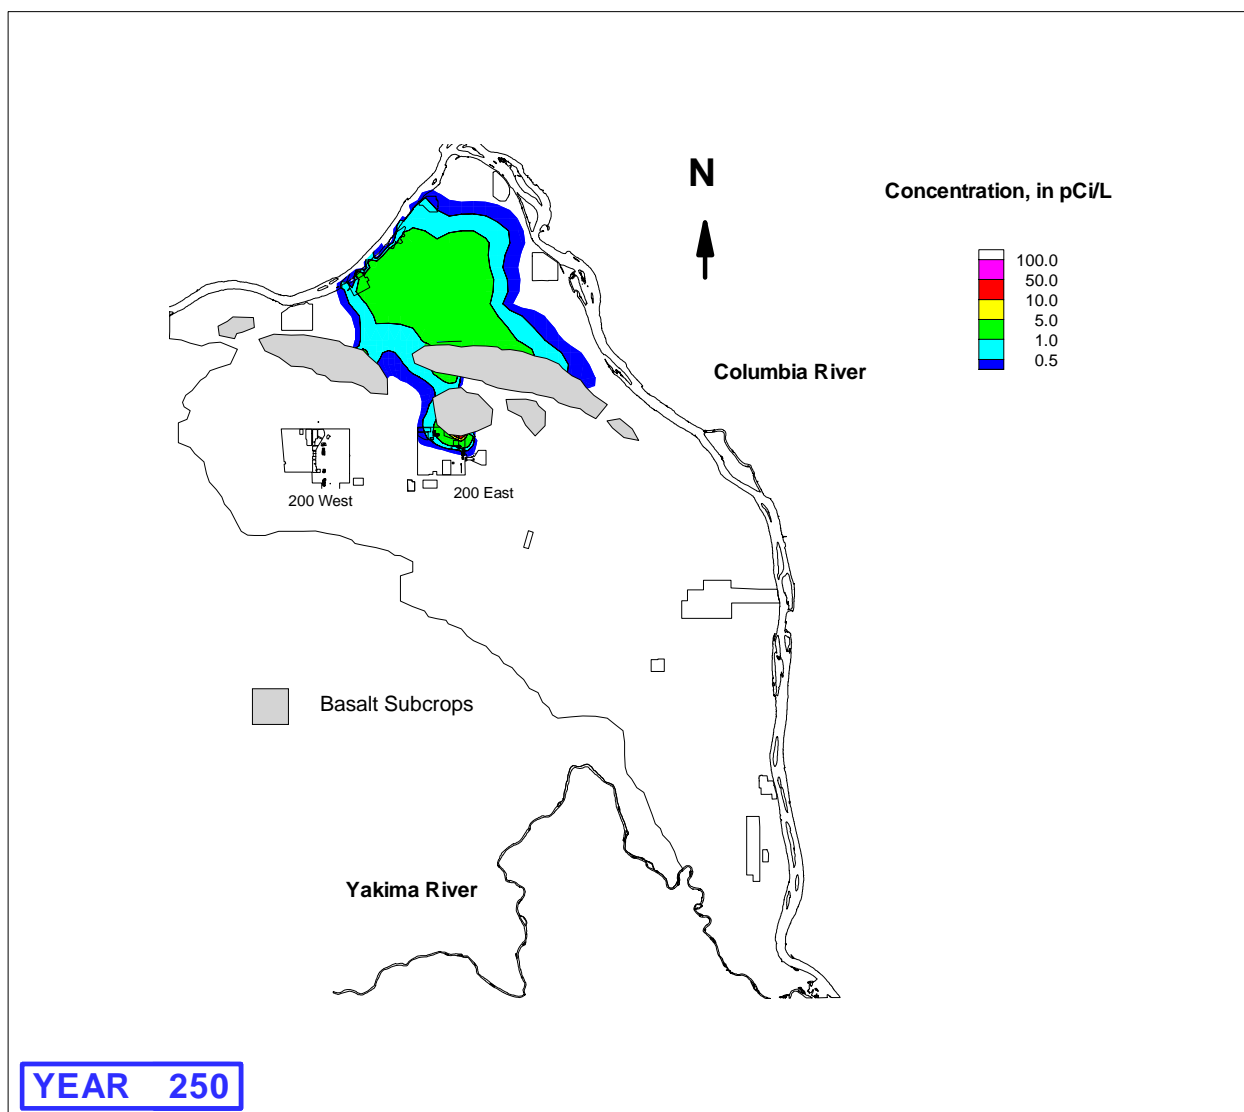 N
Concentration, in pCi/L
100.0
50.0
10.0
5.0
1.0
0.5
Columbia River
200 West
200 East
Basalt Subcrops
Yakima River
YEAR 250